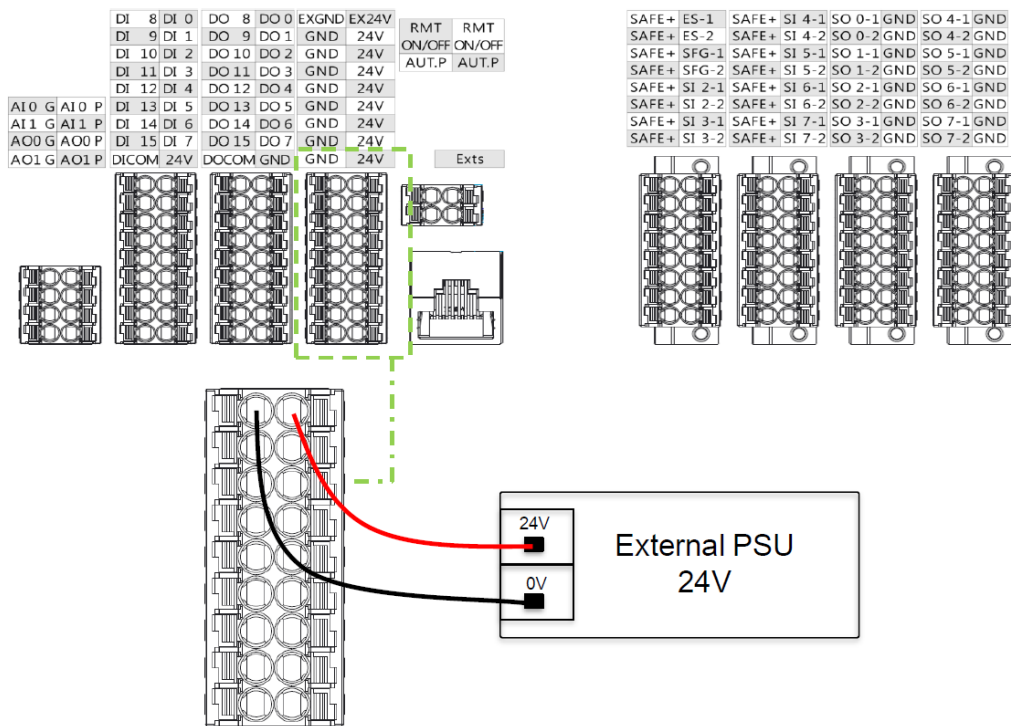 DI 8 DI 0 DO 8 DO 0 EXGND EX24V
DI 9 DI 1 DO 9 DO 1 GND 24V
DI 10 DI 2 DO 10 DO 2 GND 24V
DI 11 DI 3 DO 11 DO 3 GND 24V
DI 12 DI 4 DO 12 DO 4 GND 24V
AI0 G AI0 P DI 13 DI 5 DO 13 DO 5 GND 24V
AI1 G AI1 P DI 14 DI 6 DO 14 DO 6 GND 24V
AO0 G AO0 P DI 15 DI 7 DO 15 DO 7 GND 24V
AO1 G AO1 P DICOM 24V DOCOM GND GND 24V
RMT RMT
ON/OFF ON/OFF
AUT.P AUT.P
Exts
SAFE+ ES-1 SAFE+ SI 4-1 SO 0-1 GND SO 4-1 GND
SAFE+ ES-2 SAFE+ SI 4-2 SO 0-2 GND SO 4-2 GND
SAFE+ SFG-1 SAFE+ SI 5-1 SO 1-1 GND SO 5-1 GND
SAFE+ SFG-2 SAFE+ SI 5-2 SO 1-2 GND SO 5-2 GND
SAFE+ SI 2-1 SAFE+ SI 6-1 SO 2-1 GND SO 6-1 GND
SAFE+ SI 2-2 SAFE+ SI 6-2 SO 2-2 GND SO 6-2 GND
SAFE+ SI 3-1 SAFE+ SI 7-1 SO 3-1 GND SO 7-1 GND
SAFE+ SI 3-2 SAFE+ SI 7-2 SO 3-2 GND SO 7-2 GND
24V
0V
External PSU
24V